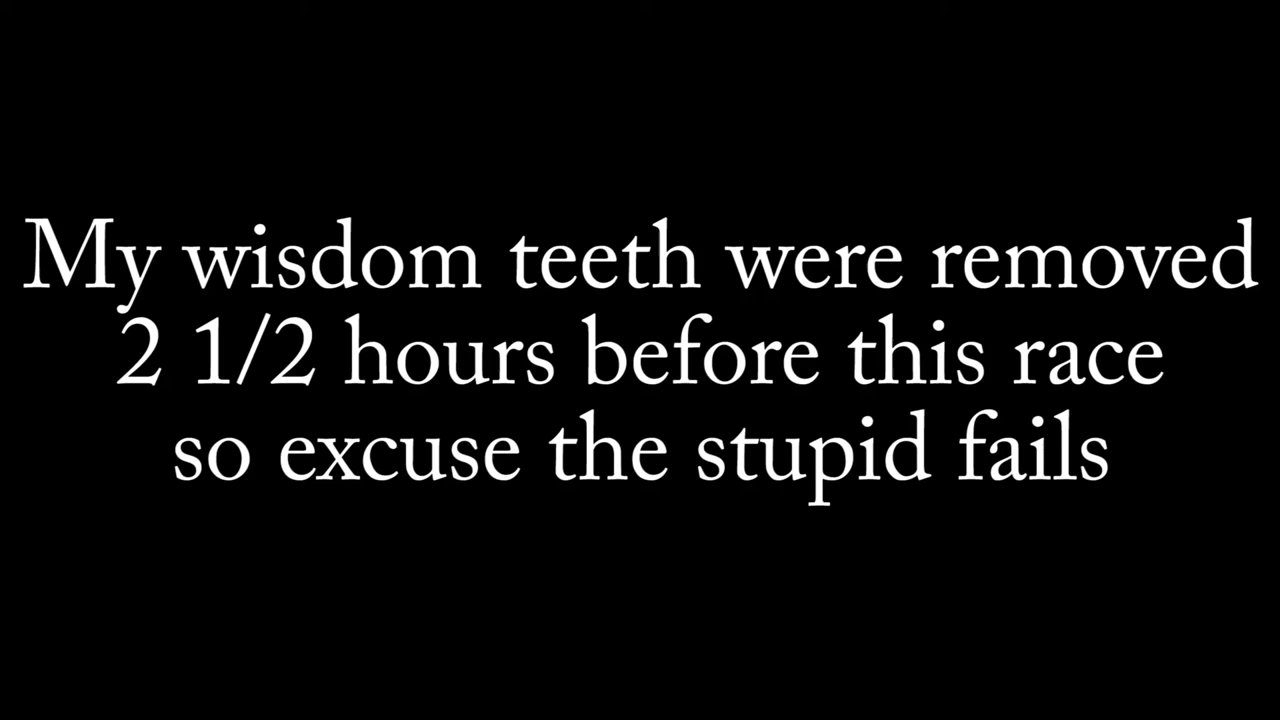 My wisdom teeth were removed
2 1/2 hours before this race
so excuse the stupid fails